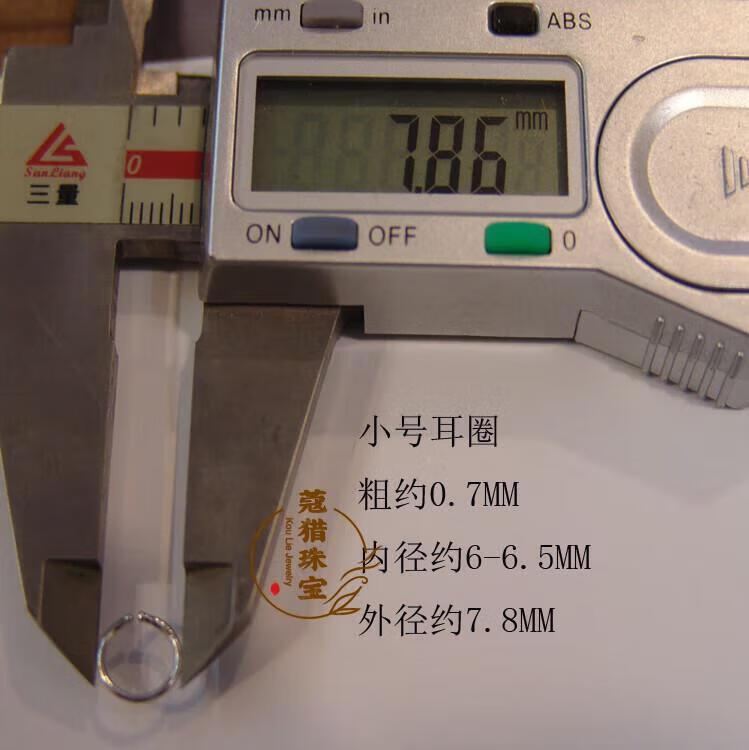 mm in ABS
7.86 mm
SanLiang
三量
0
ON OFF 0
小号耳圈
粗约0.7MM
内径约6-6.5MM
外径约7.8MM
蔻猎珠宝
Kou Lie Jewelry